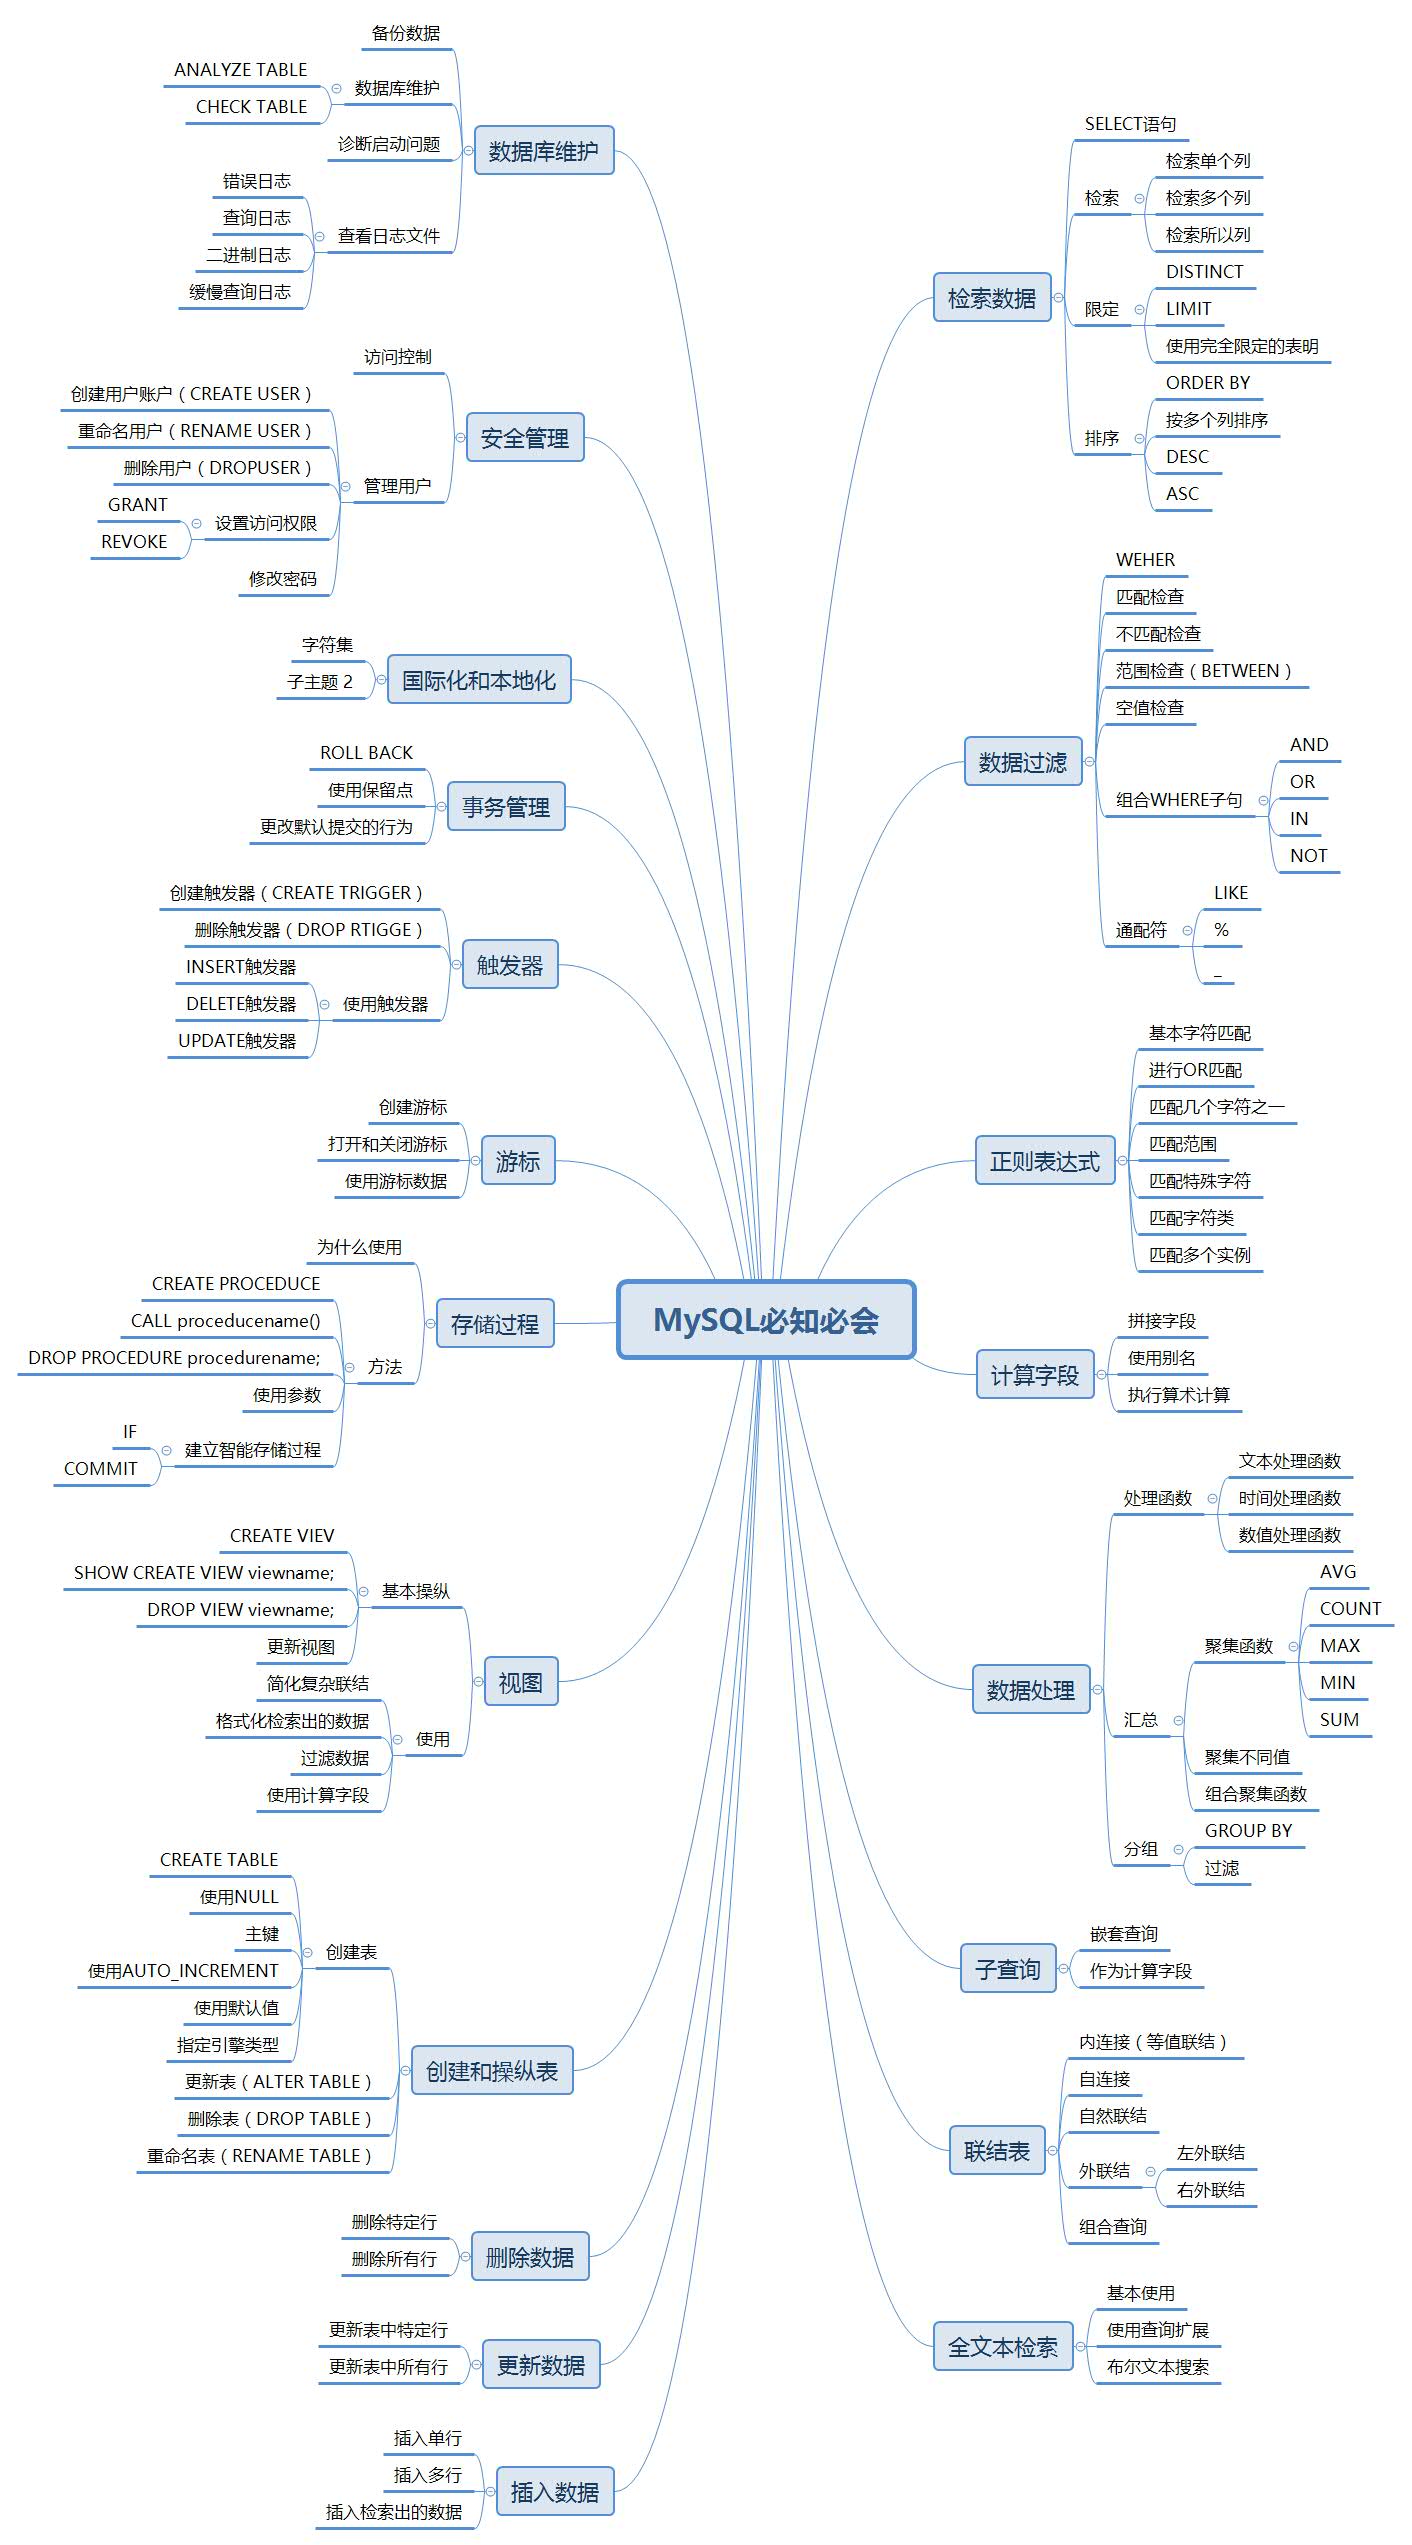 MySQL必知必会
检索数据
SELECT语句
检索
检索单个列
检索多个列
检索所以列
限定
DISTINCT
LIMIT
使用完全限定的表明
排序
ORDER BY
按多个列排序
DESC
ASC
数据过滤
WEHER
匹配检查
不匹配检查
范围检查（BETWEEN）
空值检查
组合WHERE子句
AND
OR
IN
NOT
通配符
LIKE
%
_
正则表达式
基本字符匹配
进行OR匹配
匹配几个字符之一
匹配范围
匹配特殊字符
匹配字符类
匹配多个实例
计算字段
拼接字段
使用别名
执行算术计算
数据处理
处理函数
文本处理函数
时间处理函数
数值处理函数
汇总
聚集函数
AVG
COUNT
MAX
MIN
SUM
聚集不同值
组合聚集函数
分组
GROUP BY
过滤
子查询
嵌套查询
作为计算字段
联结表
内连接（等值联结）
自连接
自然联结
外联结
左外联结
右外联结
组合查询
全文本检索
基本使用
使用查询扩展
布尔文本搜索
数据库维护
备份数据
数据库维护
ANALYZE TABLE
CHECK TABLE
诊断启动问题
查看日志文件
错误日志
查询日志
二进制日志
缓慢查询日志
安全管理
访问控制
管理用户
创建用户账户（CREATE USER）
重命名用户（RENAME USER）
删除用户（DROPUSER）
设置访问权限
GRANT
REVOKE
修改密码
国际化和本地化
字符集
子主题 2
事务管理
ROLL BACK
使用保留点
更改默认提交的行为
触发器
创建触发器（CREATE TRIGGER）
删除触发器（DROP RTIGGE）
使用触发器
INSERT触发器
DELETE触发器
UPDATE触发器
游标
创建游标
打开和关闭游标
使用游标数据
存储过程
为什么使用
方法
CREATE PROCEDUCE
CALL proceducename()
DROP PROCEDURE procedurename;
使用参数
建立智能存储过程
IF
COMMIT
视图
基本操纵
CREATE VIEV
SHOW CREATE VIEW viewname;
DROP VIEW viewname;
更新视图
使用
简化复杂联结
格式化检索出的数据
过滤数据
使用计算字段
创建和操纵表
创建表
CREATE TABLE
使用NULL
主键
使用AUTO_INCREMENT
使用默认值
指定引擎类型
更新表（ALTER TABLE）
删除表（DROP TABLE）
重命名表（RENAME TABLE）
删除数据
删除特定行
删除所有行
更新数据
更新表中特定行
更新表中所有行
插入数据
插入单行
插入多行
插入检索出的数据